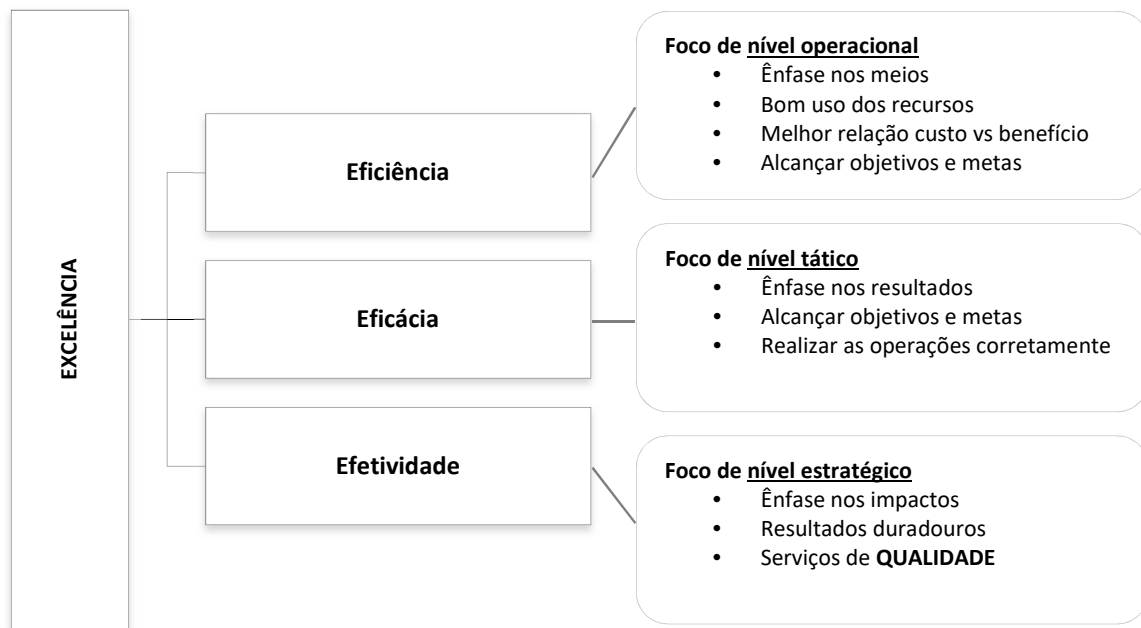 EXCELÊNCIA
Eficiência
Foco de nível operacional
• Ênfase nos meios
• Bom uso dos recursos
• Melhor relação custo vs benefício
• Alcançar objetivos e metas
Eficácia
Foco de nível tático
• Ênfase nos resultados
• Alcançar objetivos e metas
• Realizar as operações corretamente
Efetividade
Foco de nível estratégico
• Ênfase nos impactos
• Resultados duradouros
• Serviços de QUALIDADE